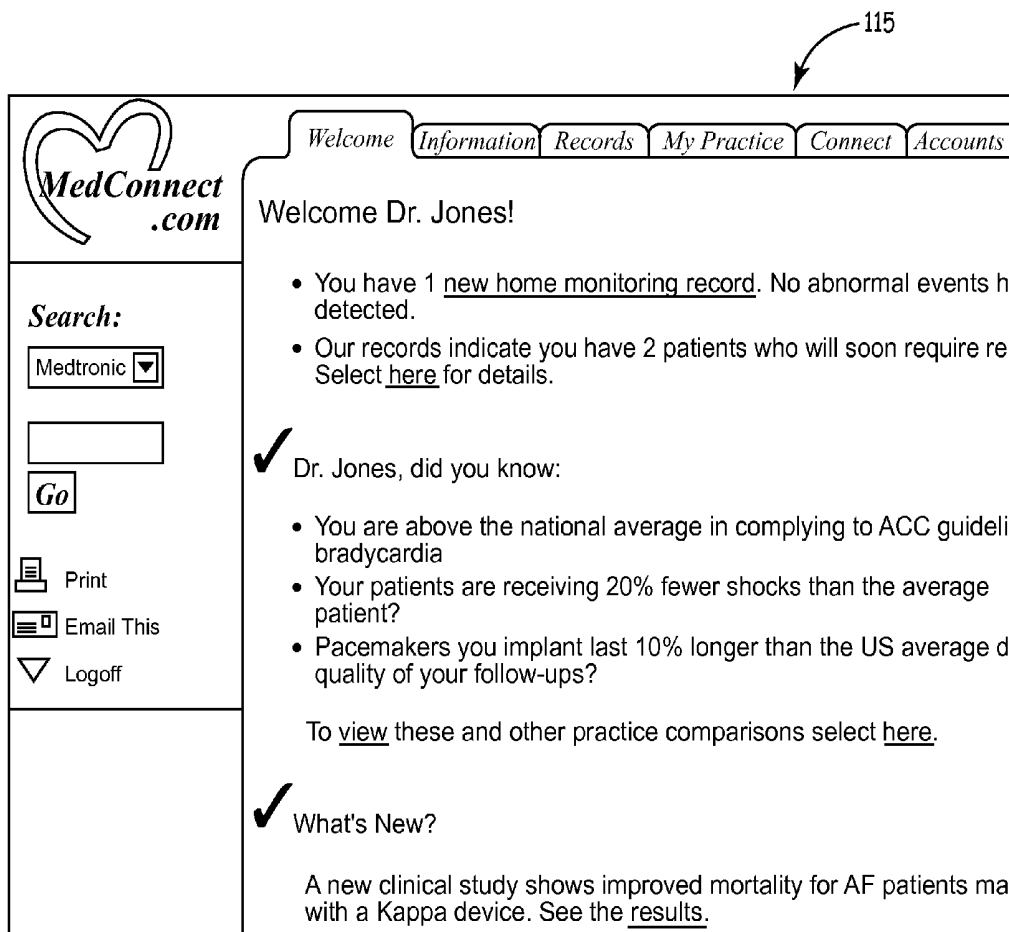 115
MedConnect
.com
Welcome Information Records My Practice Connect Accounts
Search:
Medtronic
Go
Print
Email This
Logoff
Welcome Dr. Jones!
• You have 1 new home monitoring record. No abnormal events h
detected.
• Our records indicate you have 2 patients who will soon require re
Select here for details.
Dr. Jones, did you know:
• You are above the national average in complying to ACC guideli
bradycardia
• Your patients are receiving 20% fewer shocks than the average
patient?
• Pacemakers you implant last 10% longer than the US average d
quality of your follow-ups?
To view these and other practice comparisons select here.
What's New?
A new clinical study shows improved mortality for AF patients ma
with a Kappa device. See the results.